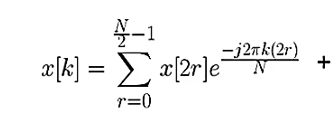 x[k] = \sum_{r=0}^{\frac{N}{2}-1} x[2r]e^{\frac{-j2\pi k(2r)}{N}} +